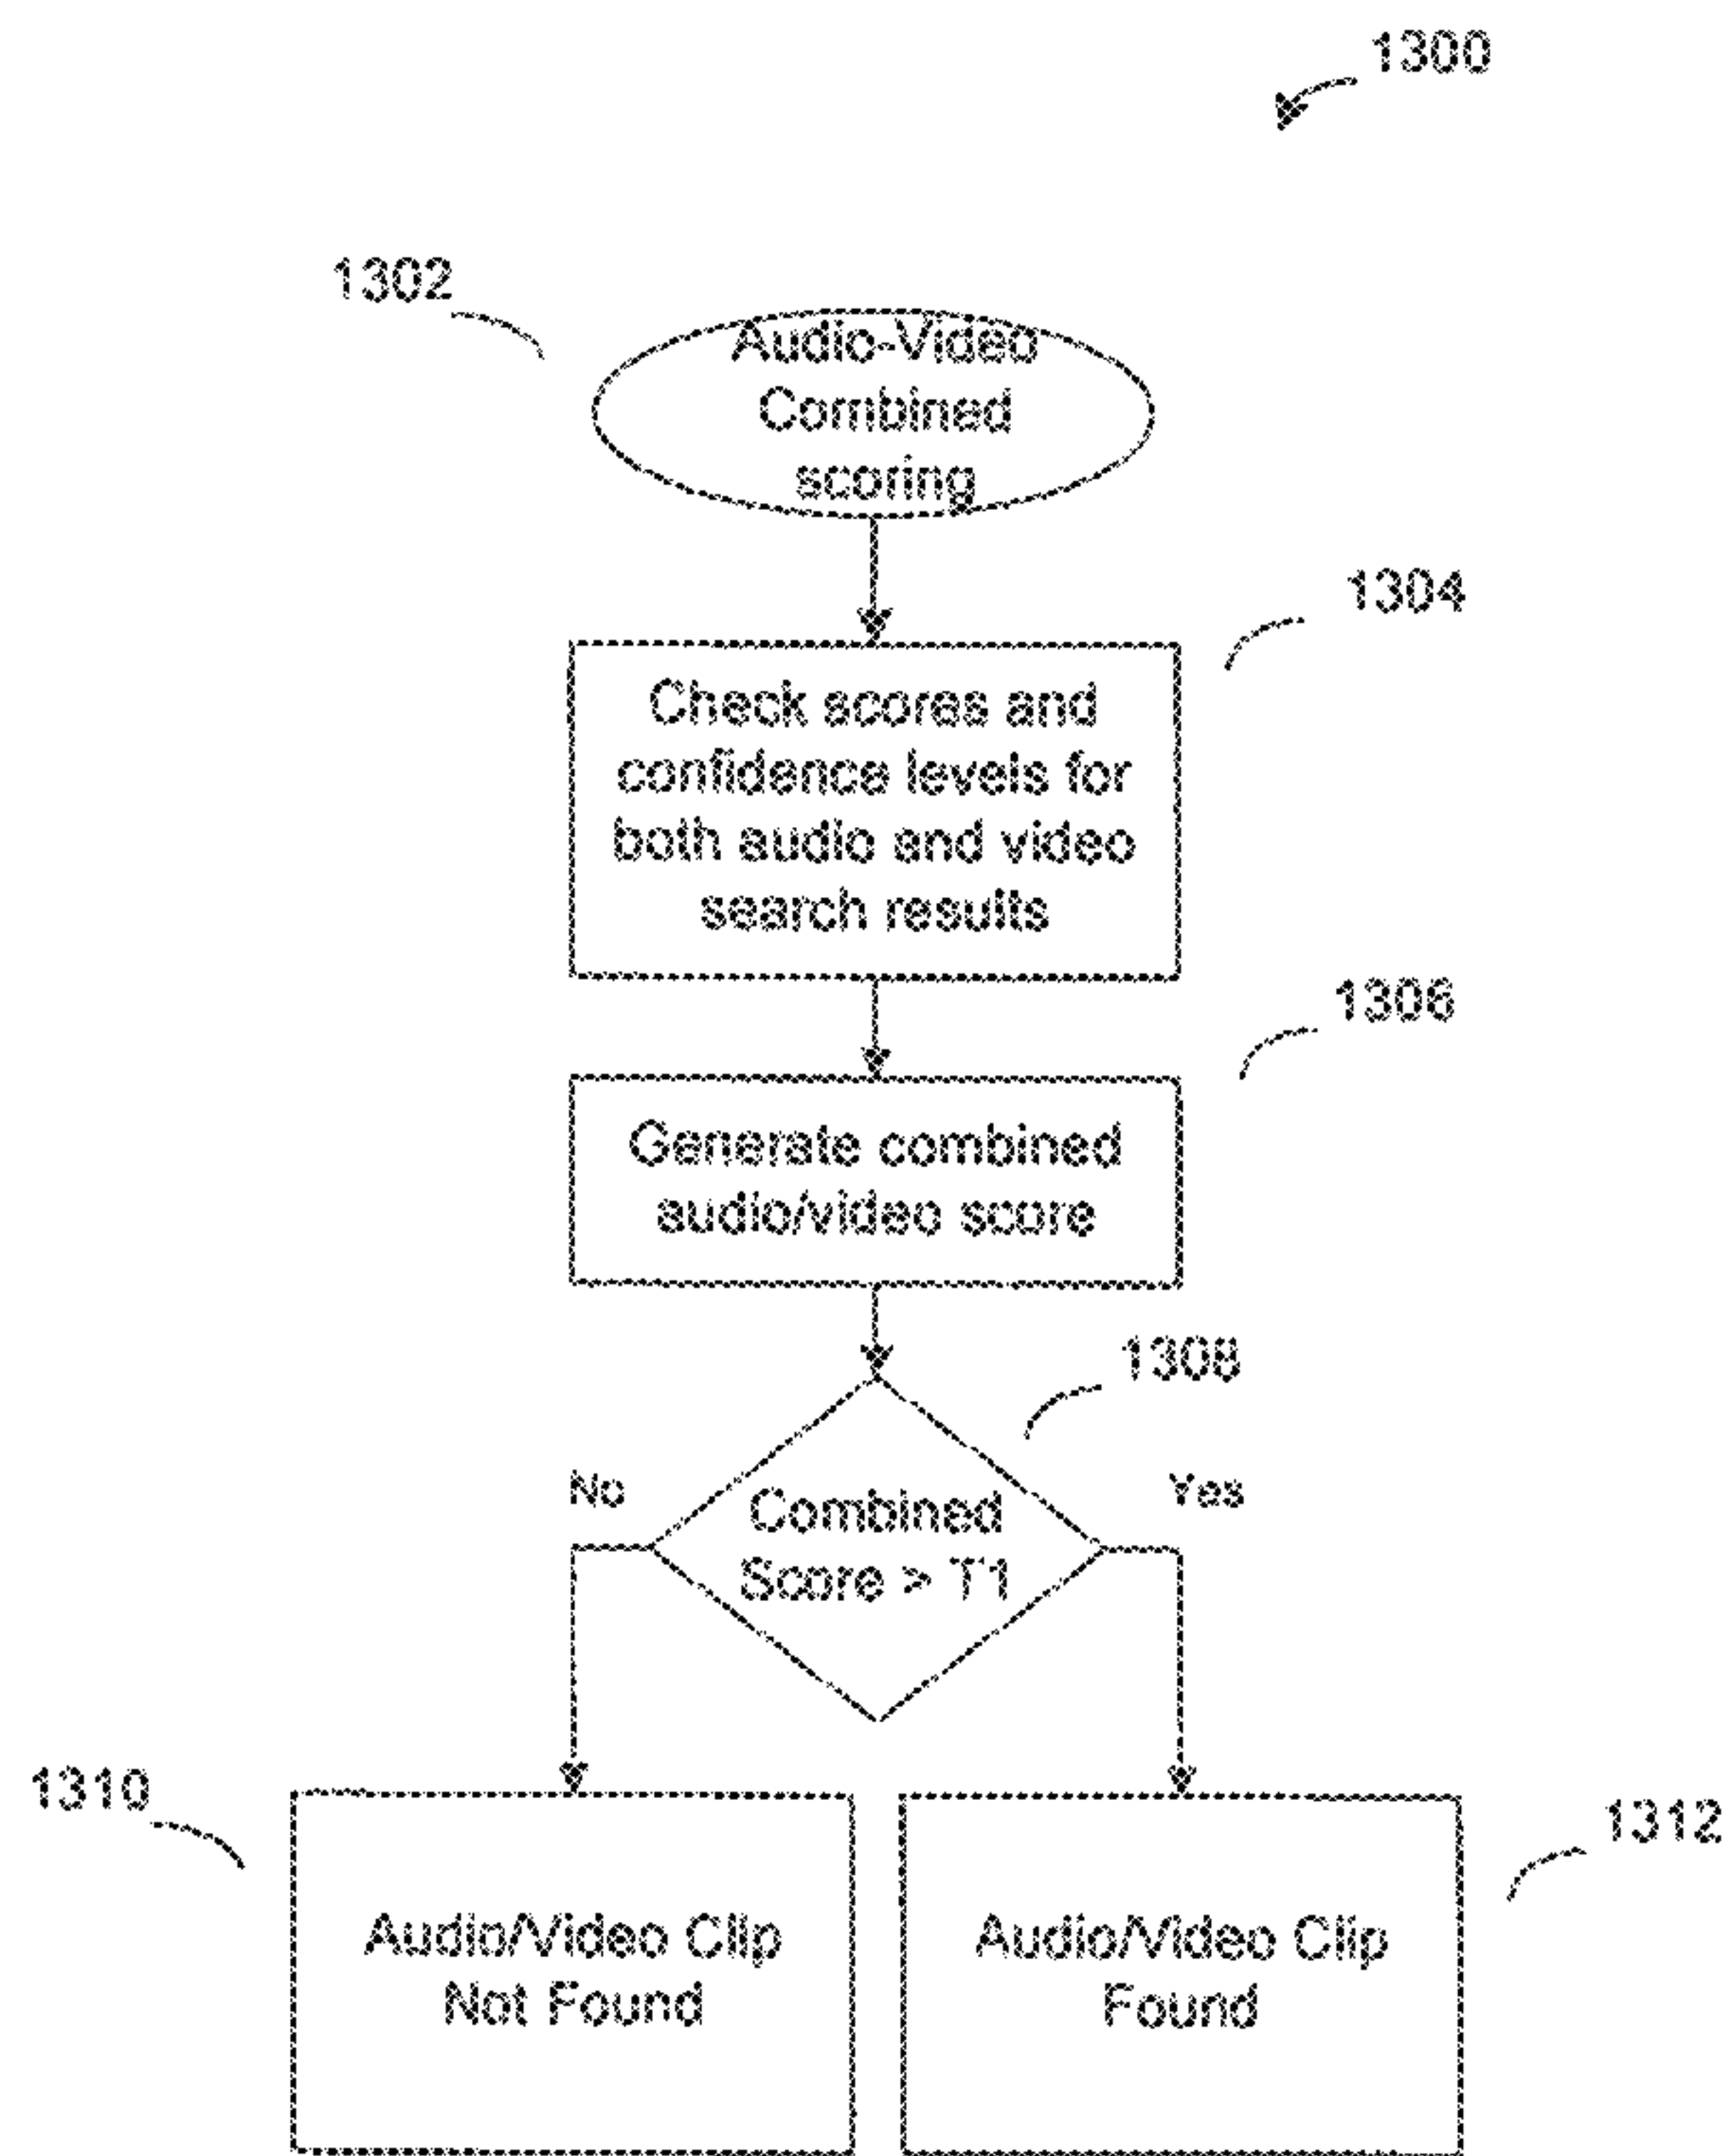 1300
1302
Audio-Video
Combined
scoring
1304
Check scores and
confidence levels for
both audio and video
search results
1306
Generate combined
audio/video score
1308
No
Yes
Combined
Score > T1
1310
1312
Audio/Video Clip
Not Found
Audio/Video Clip
Found